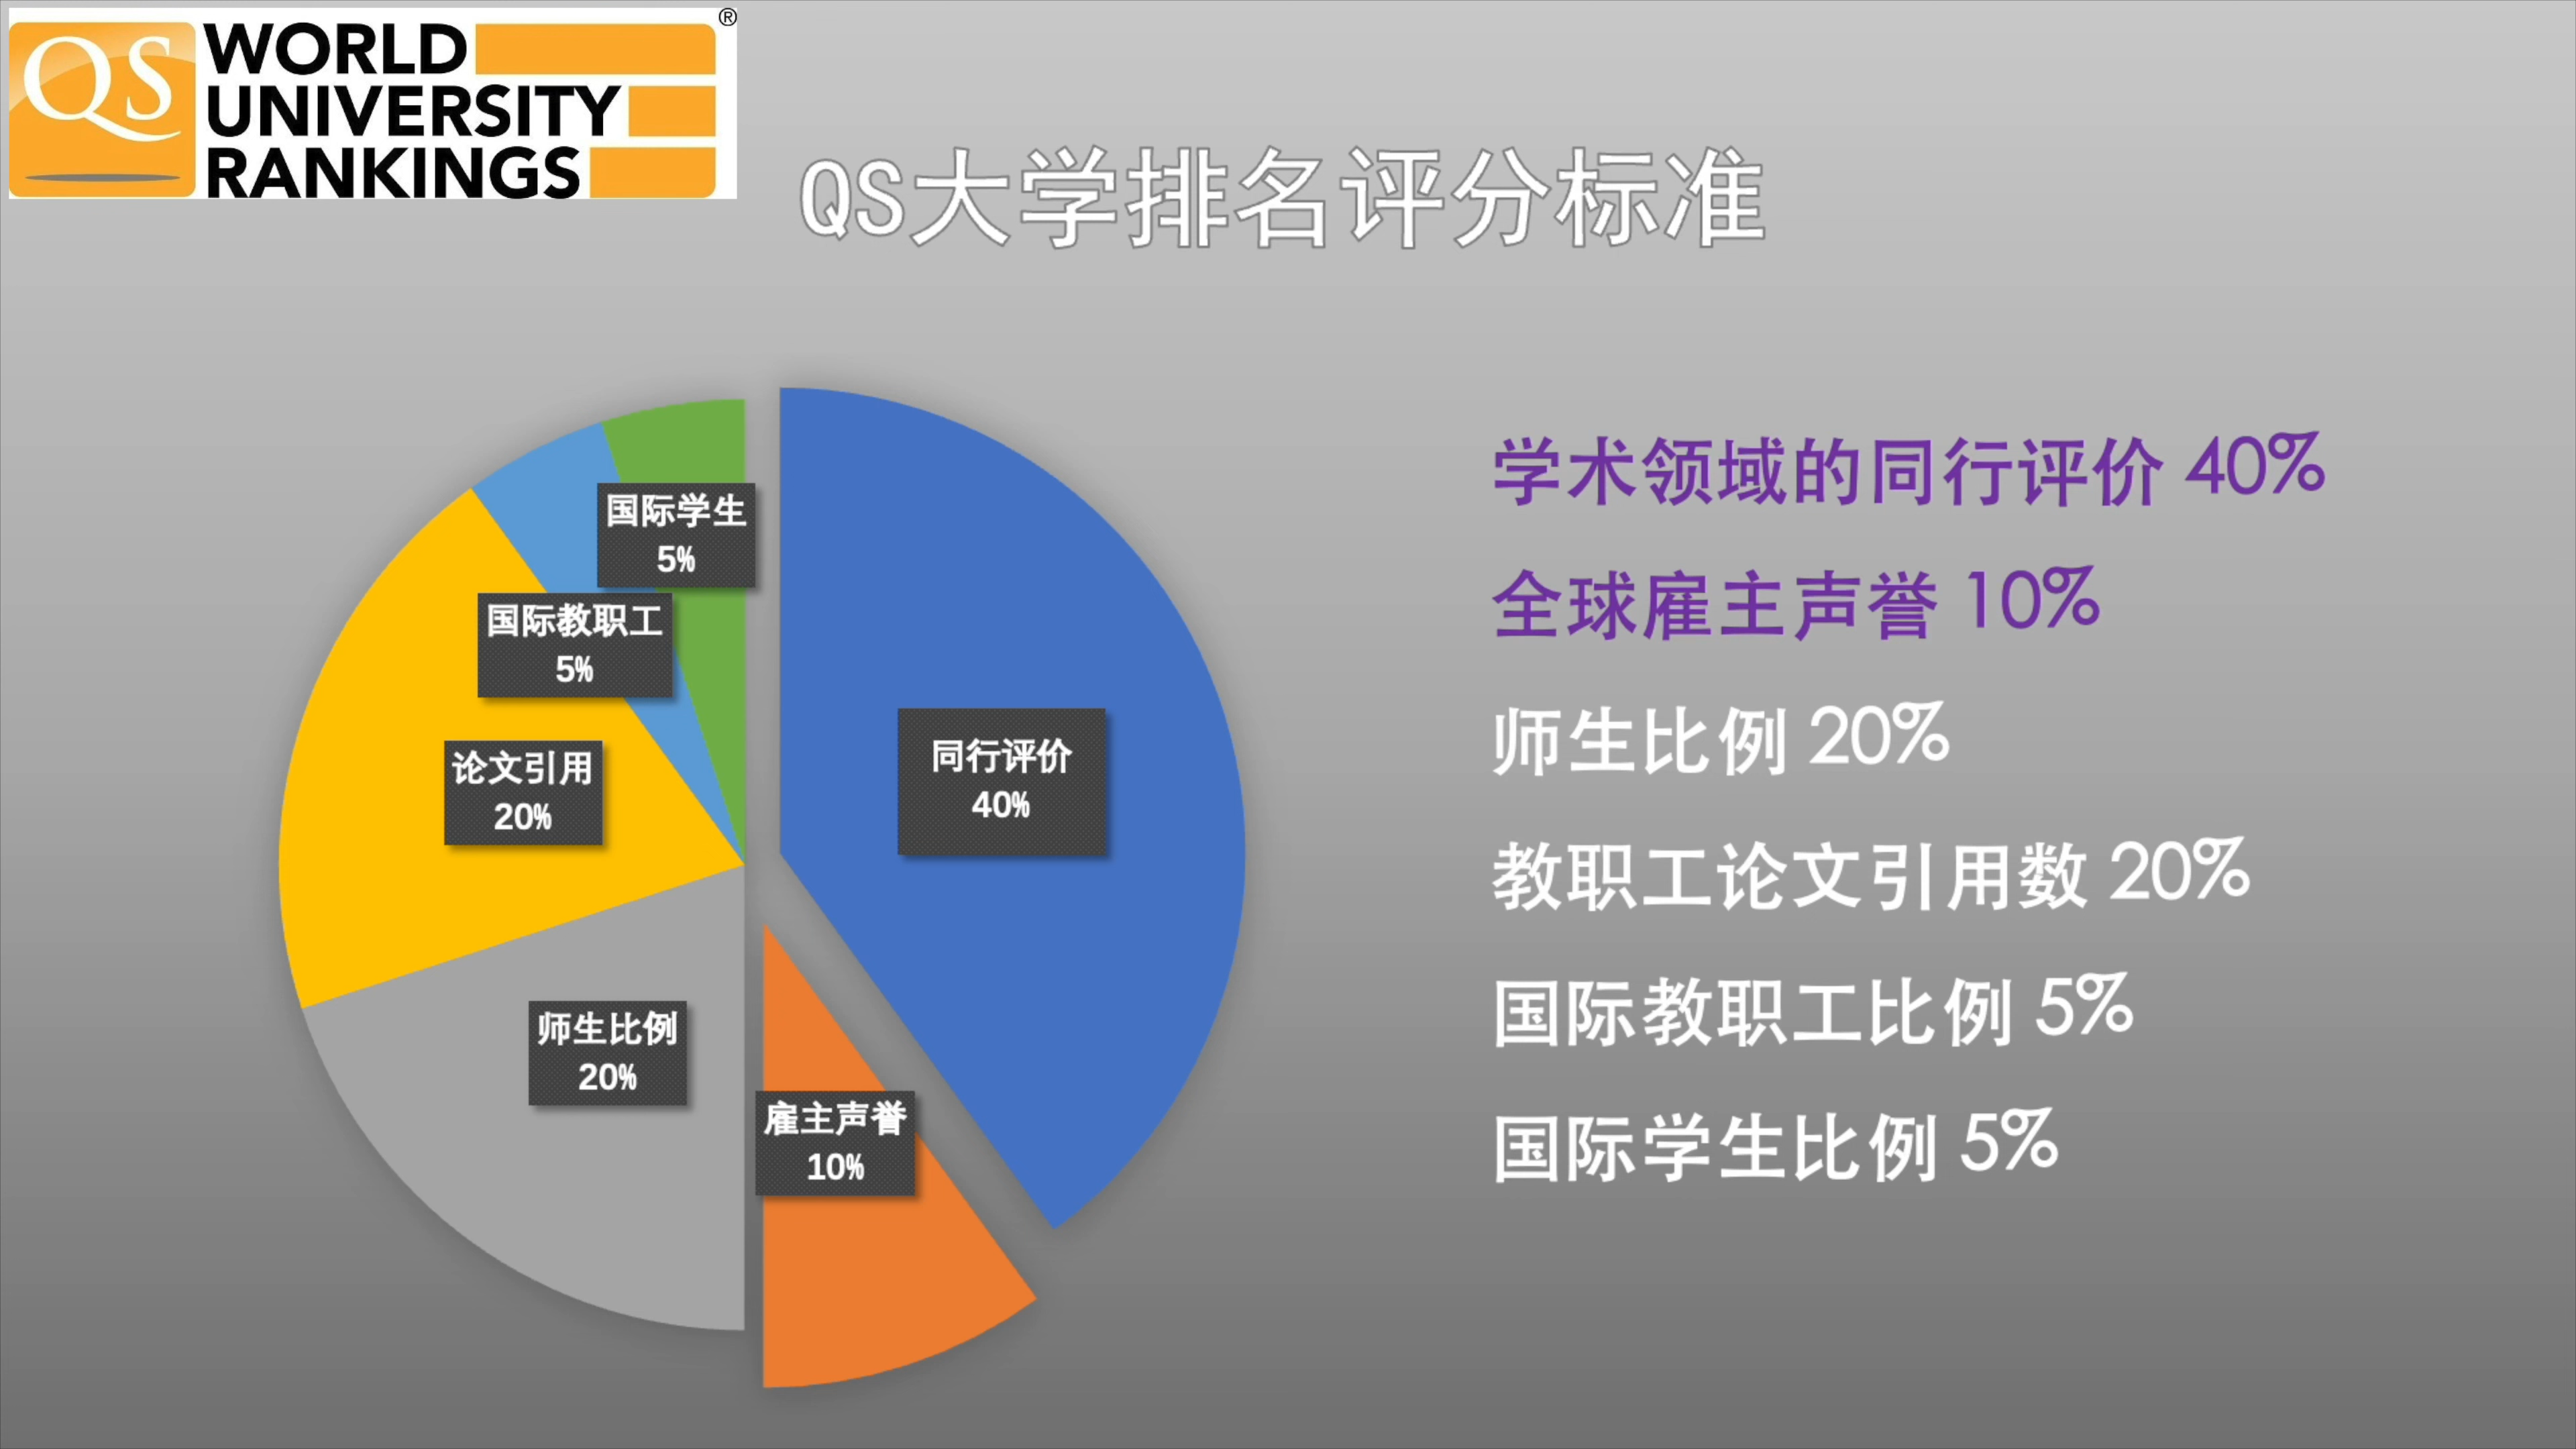 QS
WORLD
UNIVERSITY
RANKINGS
®
QS大学排名评分标准
国际学生
5%
国际教职工
5%
论文引用
20%
同行评价
40%
师生比例
20%
雇主声誉
10%
学术领域的同行评价 40%
全球雇主声誉 10%
师生比例 20%
教职工论文引用数 20%
国际教职工比例 5%
国际学生比例 5%